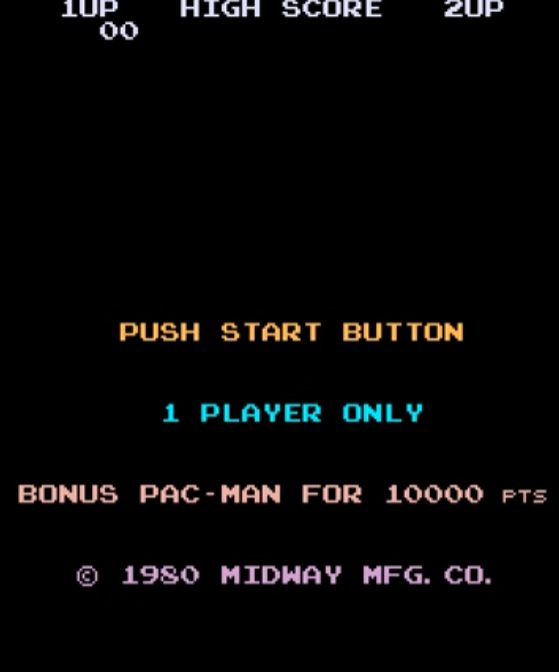 1UP HIGH SCORE 2UP
00
PUSH START BUTTON
1 PLAYER ONLY
BONUS PAC-MAN FOR 10000 PTS
© 1980 MIDWAY MFG. CO.